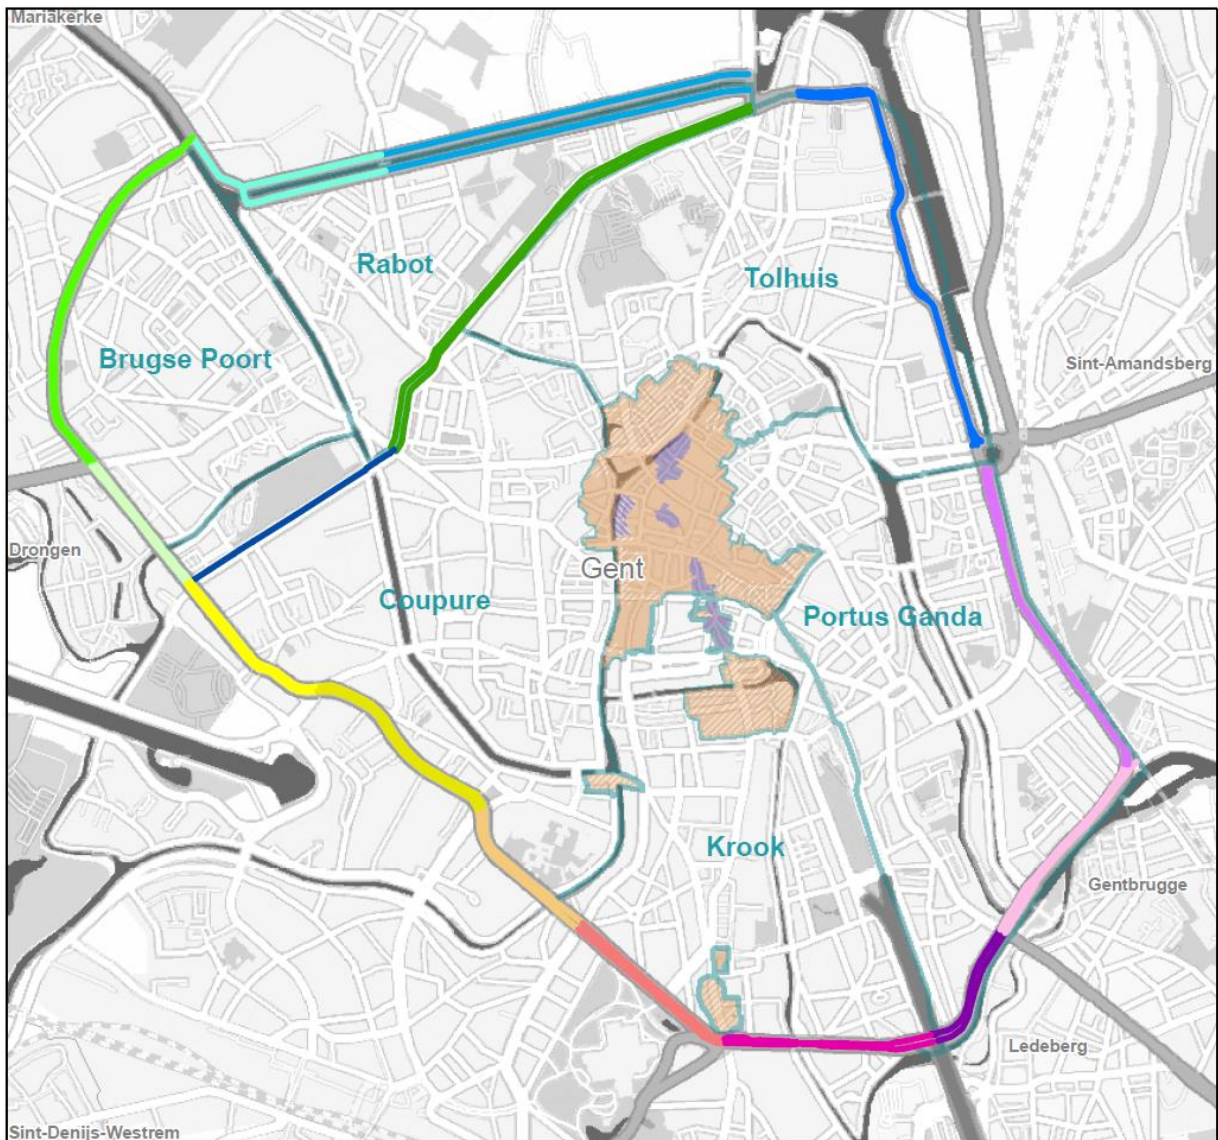 Mariakerke
Rabot
Tolhuis
Brugse Poort
Sint-Amandsberg
Drongen
Gent
Coupure
Portus Ganda
Krook
Gentbrugge
Ledeberg
Sint-Denijs-Westrem